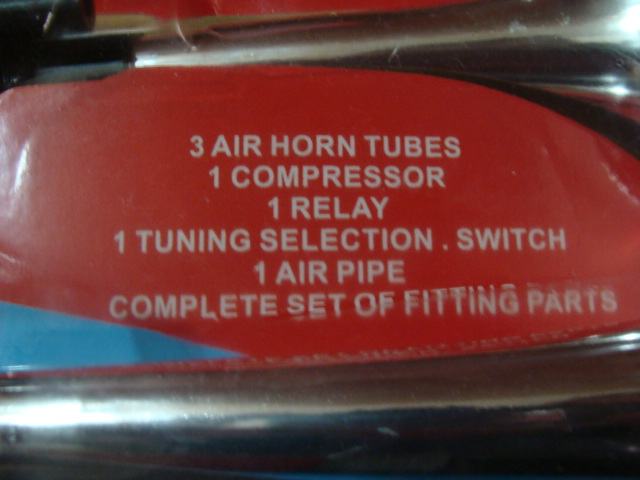 3 AIR HORN TUBES
1 COMPRESSOR
1 RELAY
1 TUNING SELECTION . SWITCH
1 AIR PIPE
COMPLETE SET OF FITTING PARTS